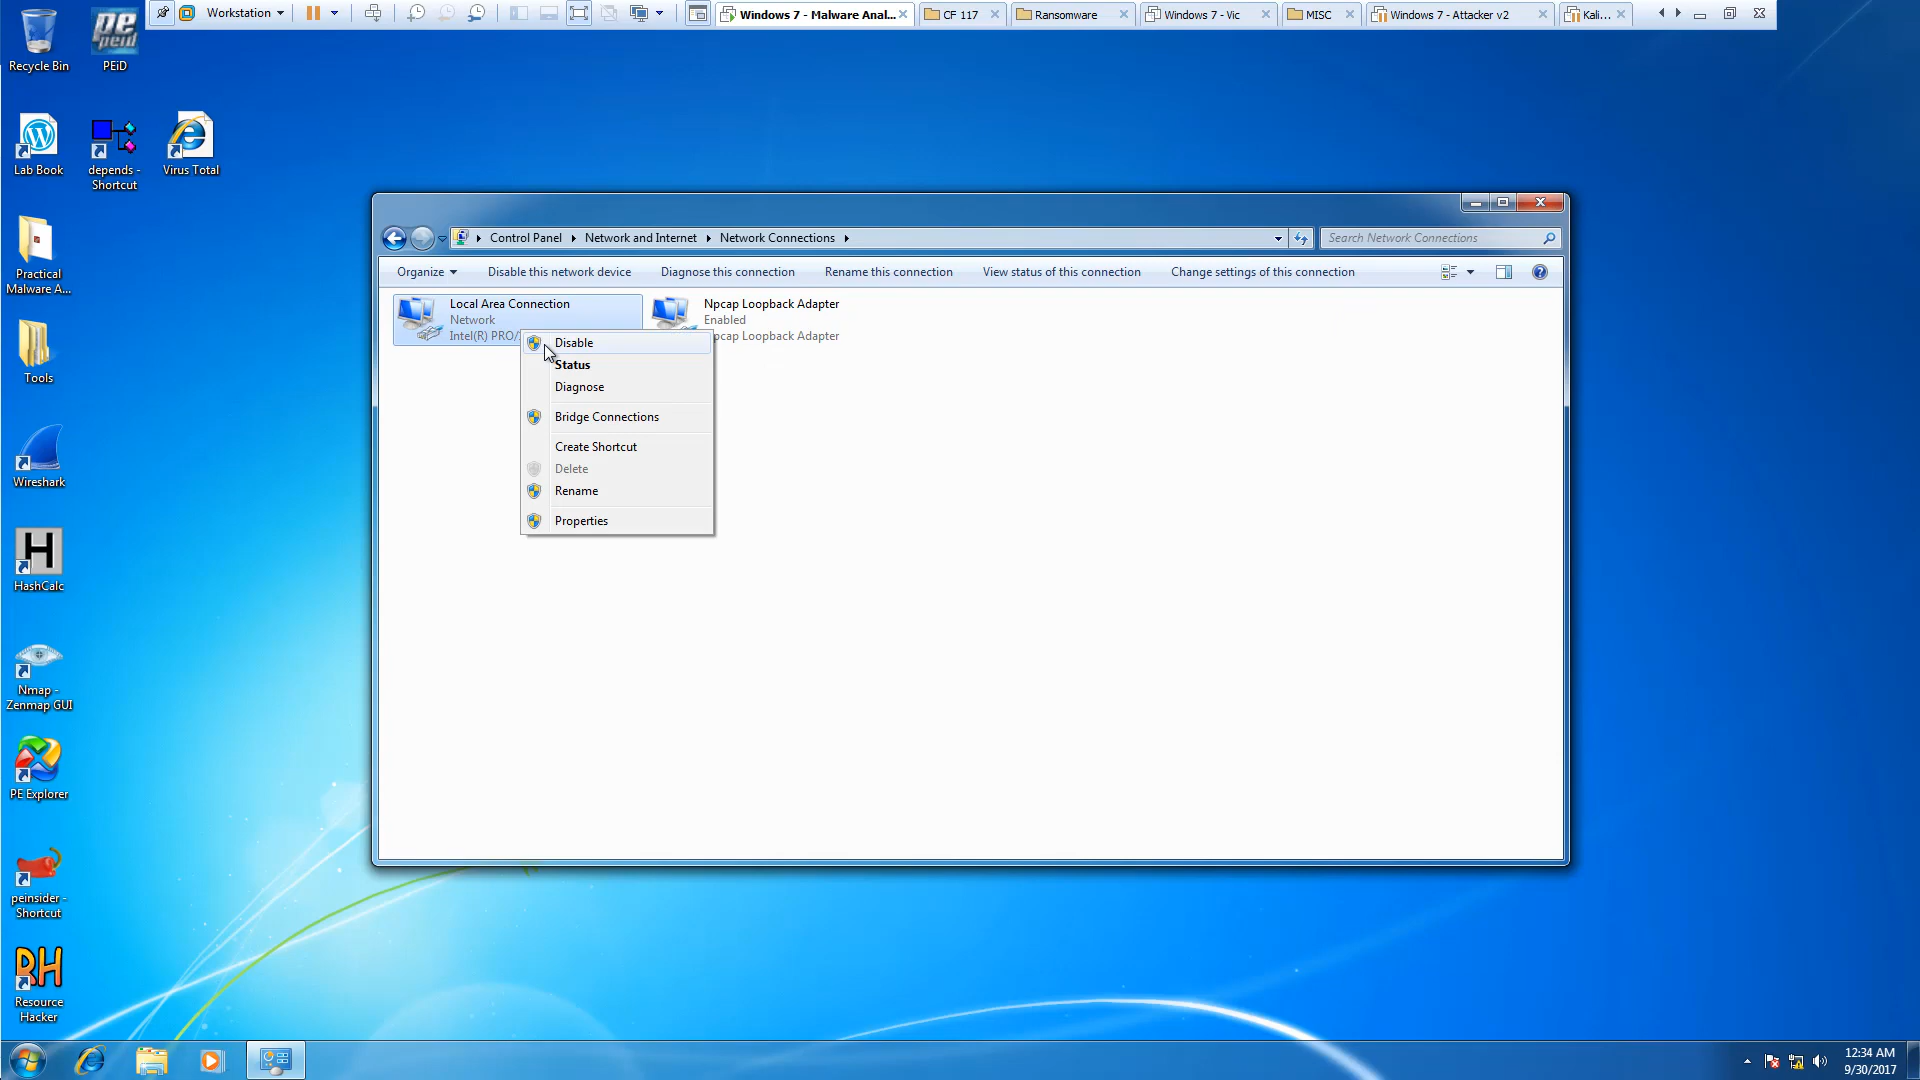 Workstation
Windows 7 - Malware Anal...
CF 117
Ransomware
Windows 7 - Vic
MISC
Windows 7 - Attacker v2
Kali...
Recycle Bin
pe
peid
PEiD
Lab Book
depends -
Shortcut
Virus Total
Practical
Malware A...
Tools
Wireshark
H
HashCalc
Nmap -
Zenmap GUI
PE Explorer
peinsider -
Shortcut
RH
Resource
Hacker
Control Panel
Network and Internet
Network Connections
Search Network Connections
Organize
Disable this network device
Diagnose this connection
Rename this connection
View status of this connection
Change settings of this connection
Local Area Connection
Network
Intel(R) PRO/
Npcap Loopback Adapter
Enabled
pcap Loopback Adapter
Disable
Status
Diagnose
Bridge Connections
Create Shortcut
Delete
Rename
Properties
12:34 AM
9/30/2017